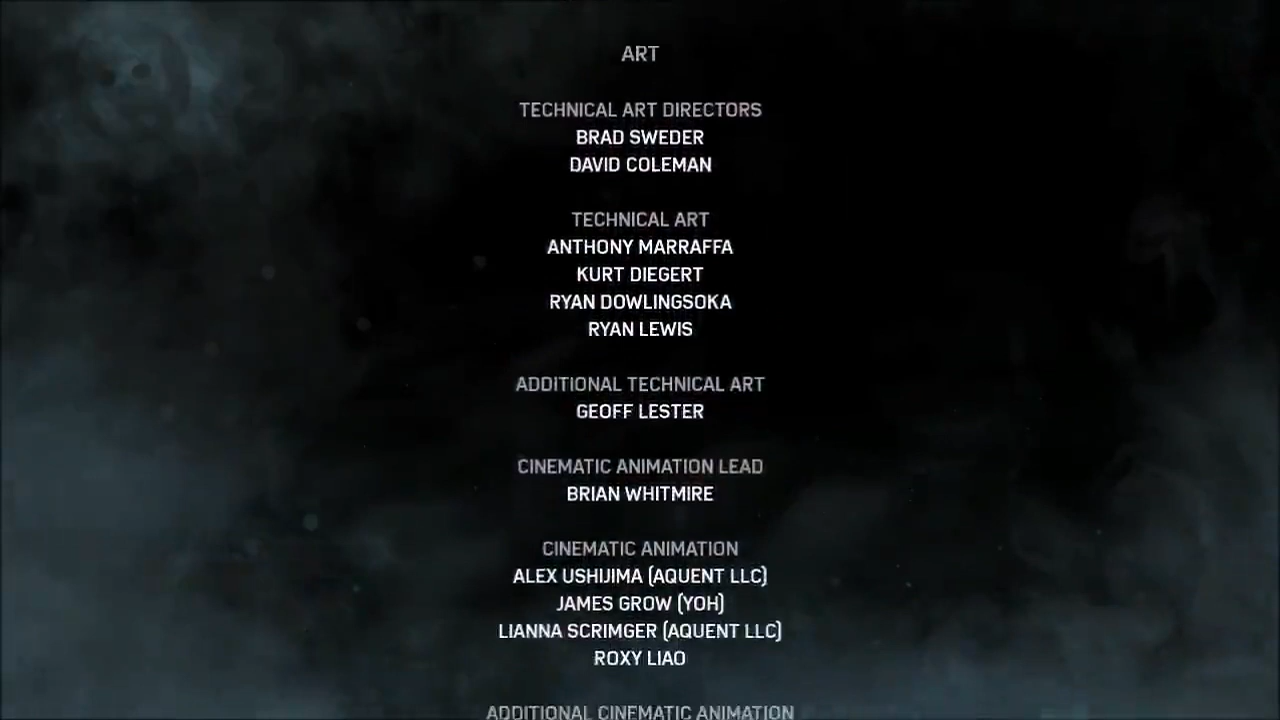 ART
TECHNICAL ART DIRECTORS
BRAD SWEDER
DAVID COLEMAN
TECHNICAL ART
ANTHONY MARRAFFA
KURT DIEGERT
RYAN DOWLINGSOKA
RYAN LEWIS
ADDITIONAL TECHNICAL ART
GEOFF LESTER
CINEMATIC ANIMATION LEAD
BRIAN WHITMIRE
CINEMATIC ANIMATION
ALEX USHIJIMA (AQUENT LLC)
JAMES GROW (YOH)
LIANNA SCRIMGER (AQUENT LLC)
ROXY LIAO
ADDITIONAL CINEMATIC ANIMATION